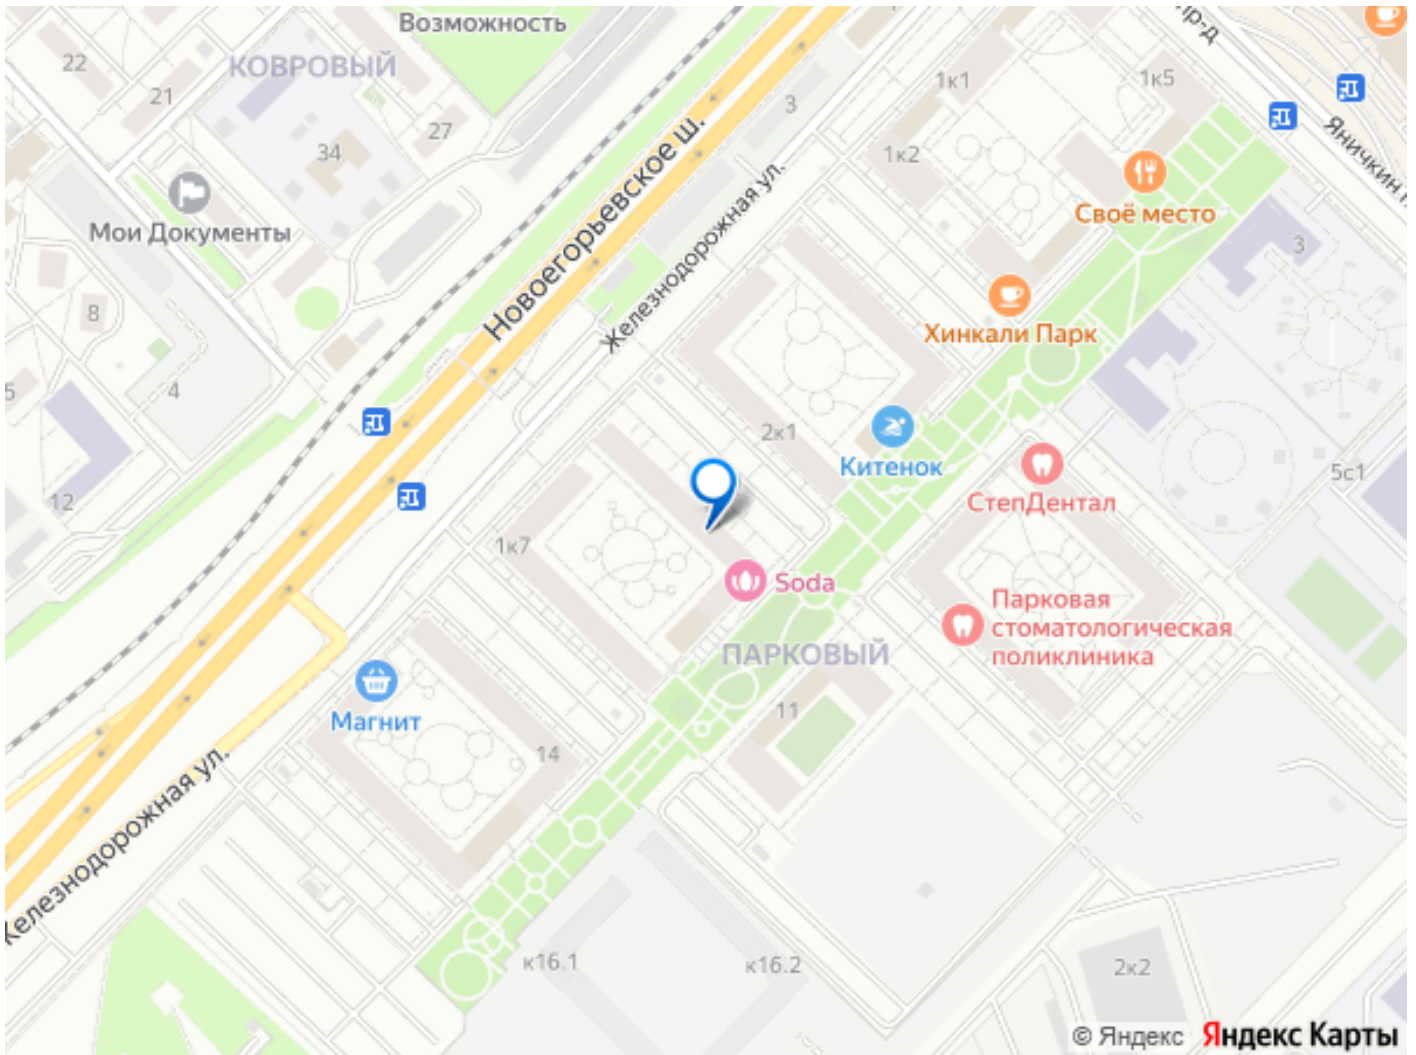 Возможность
22
КОВРОВЫЙ
21
27
34
3
1к1
1к5
пр-д
Яничкин п
1к2
Мои Документы
Новоегорьевское ш.
Железнодорожная ул.
Своё место
3
8
Хинкали Парк
5
4
2к1
Китенок
СтепДентал
5с1
12
1к7
Soda
Парковая
стоматологическая
поликлиника
ПАРКОВЫЙ
Магнит
11
14
Железнодорожная ул.
к16.1
к16.2
2к2
© Яндекс Яндекс Карты